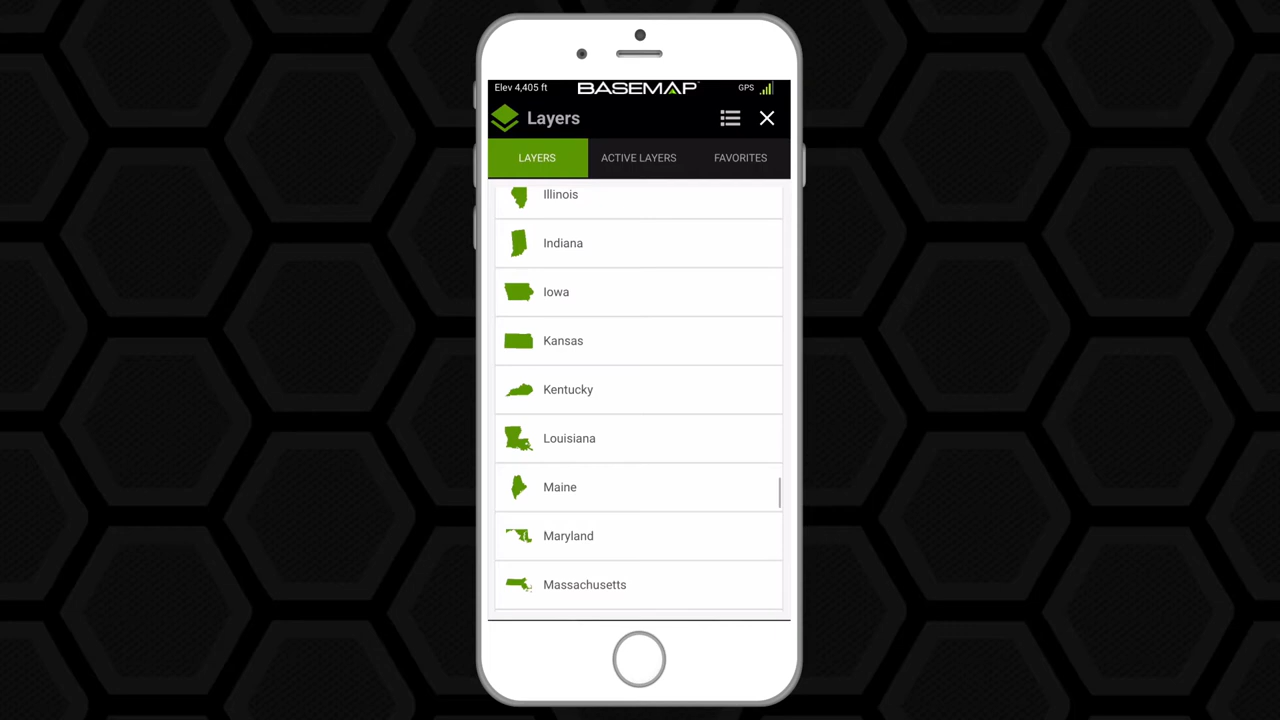 Elev 4,405 ft BASEMAP GPS
Layers
LAYERS ACTIVE LAYERS FAVORITES
Illinois
Indiana
Iowa
Kansas
Kentucky
Louisiana
Maine
Maryland
Massachusetts